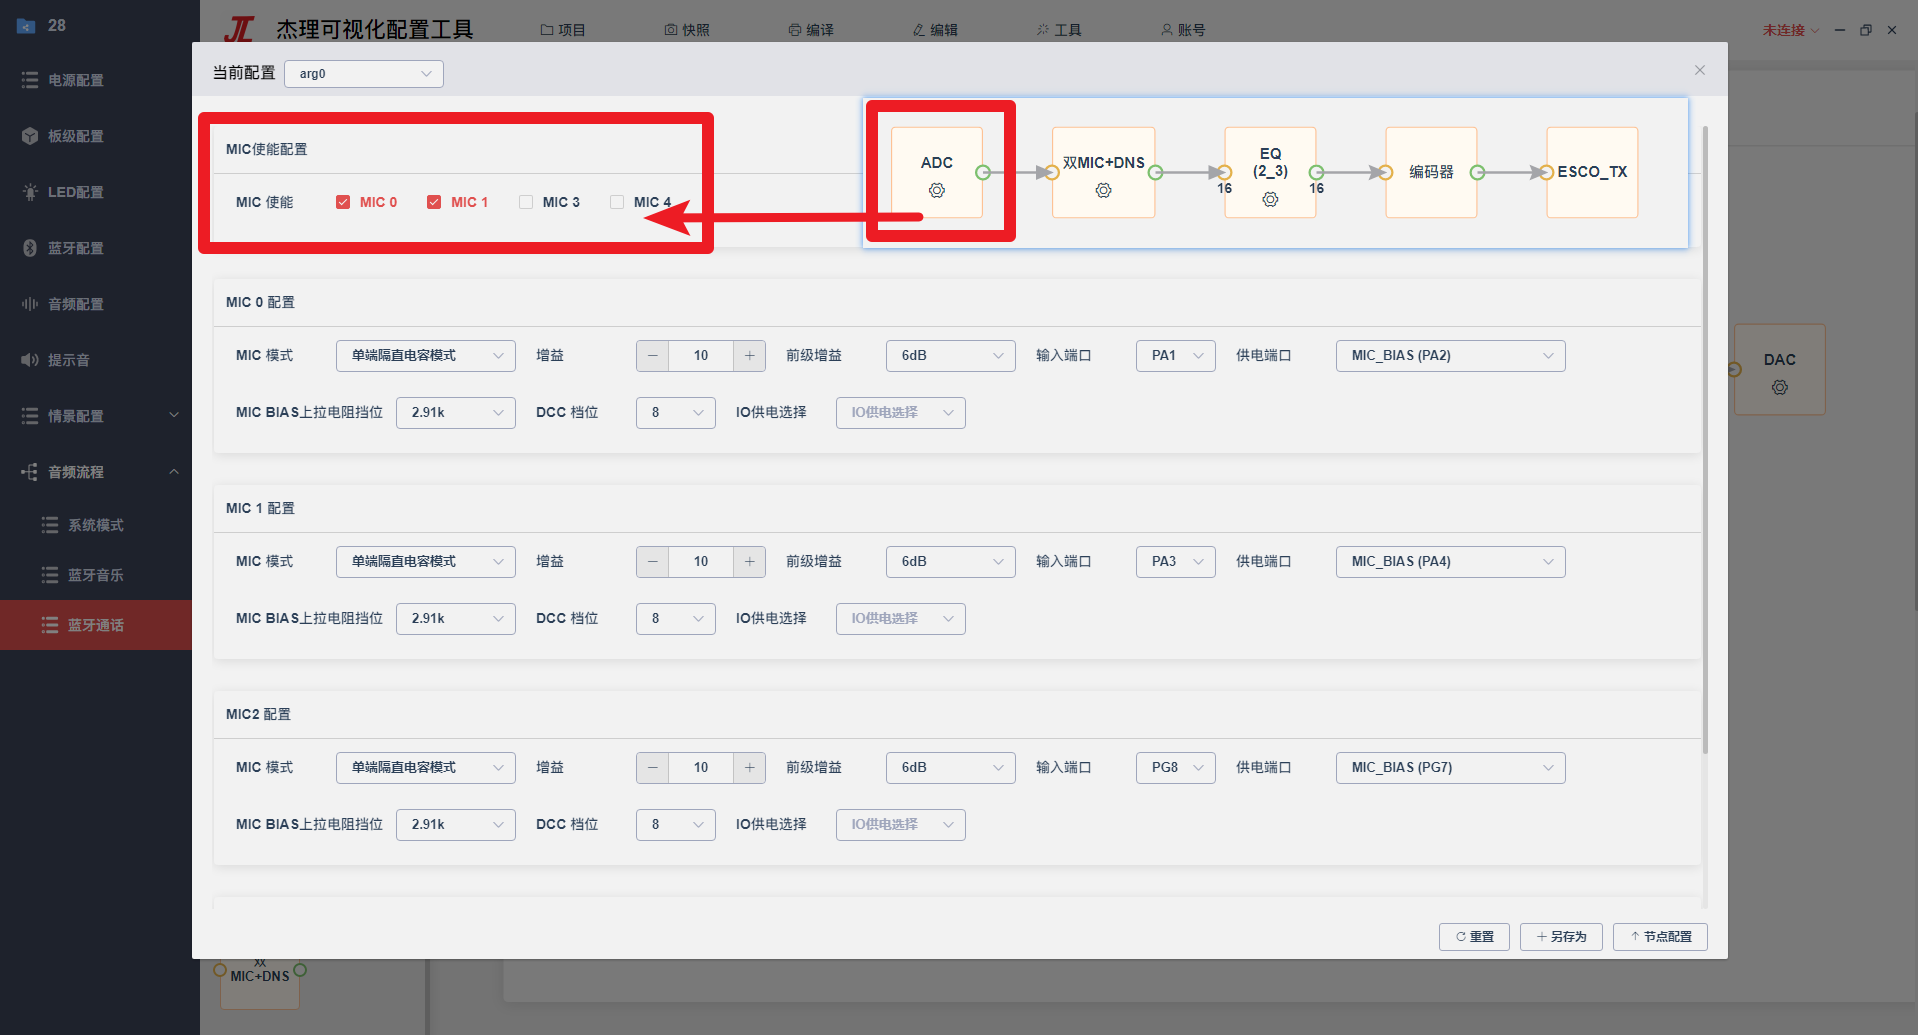 28
JL 杰理可视化配置工具
项目
快照
编译
编辑
工具
账号
未连接
电源配置
板级配置
LED配置
蓝牙配置
音频配置
提示音
情景配置
音频流程
系统模式
蓝牙音乐
蓝牙通话
当前配置 arg0
MIC使能配置
MIC 使能 MIC 0 MIC 1 MIC 3 MIC 4
ADC
双MIC+DNS
16
EQ
(2_3)
16
编码器
ESCO_TX
MIC 0 配置
MIC 模式 单端隔直电容模式 增益 10 前级增益 6dB 输入端口 PA1 供电端口 MIC_BIAS (PA2)
MIC BIAS上拉电阻挡位 2.91k DCC 档位 8 IO供电选择 IO供电选择
MIC 1 配置
MIC 模式 单端隔直电容模式 增益 10 前级增益 6dB 输入端口 PA3 供电端口 MIC_BIAS (PA4)
MIC BIAS上拉电阻挡位 2.91k DCC 档位 8 IO供电选择 IO供电选择
MIC2 配置
MIC 模式 单端隔直电容模式 增益 10 前级增益 6dB 输入端口 PG8 供电端口 MIC_BIAS (PG7)
MIC BIAS上拉电阻挡位 2.91k DCC 档位 8 IO供电选择 IO供电选择
重置
另存为
节点配置
DAC
双
MIC+DNS